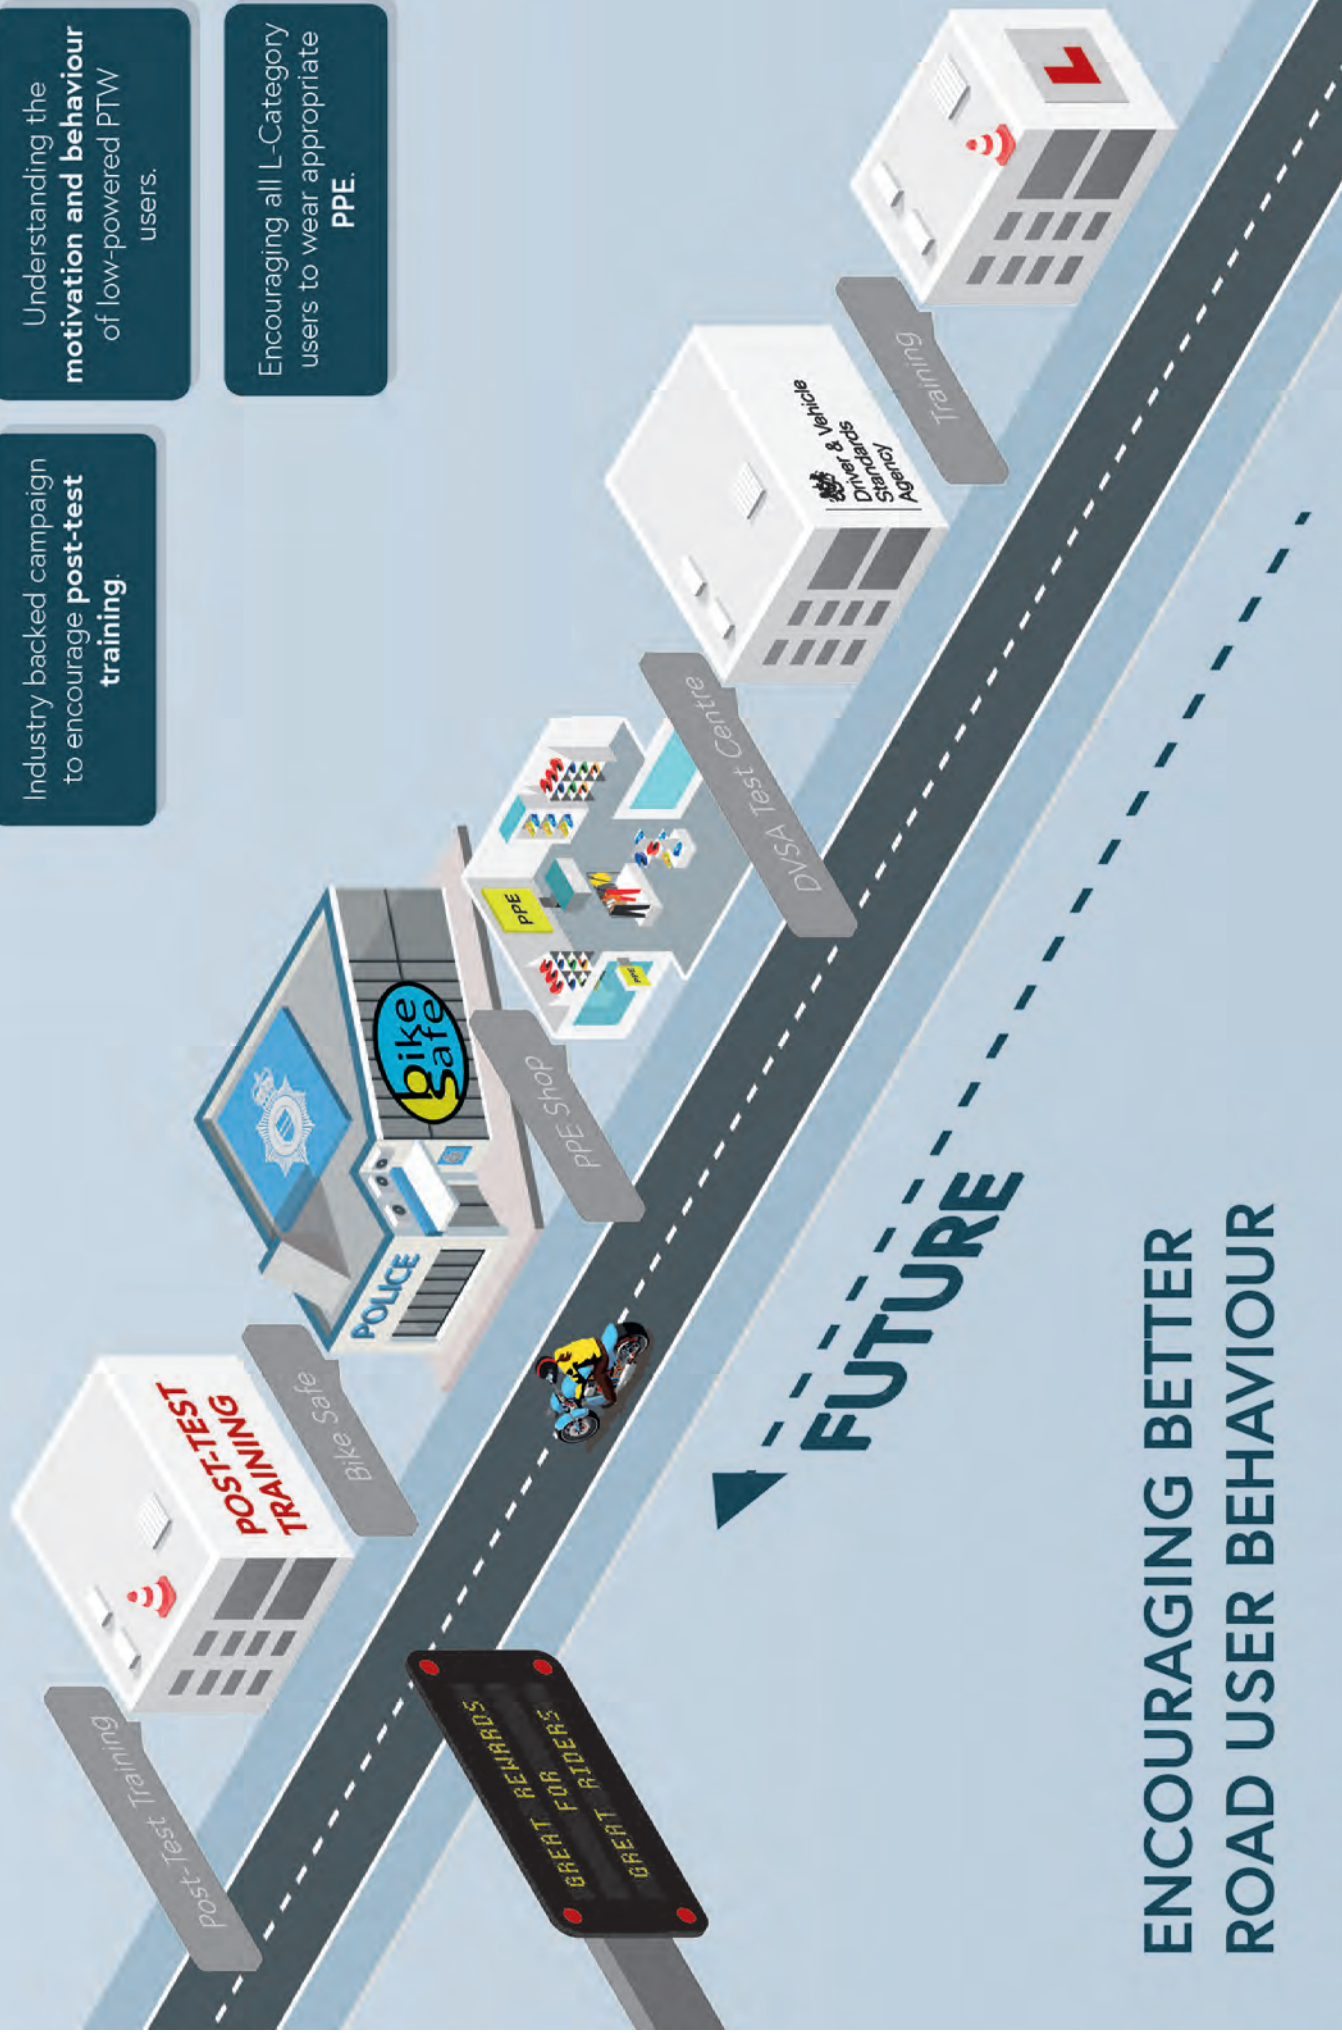 Industry backed campaign
to encourage post-test
training.
Understanding the
motivation and behaviour
of low-powered PTW
users.
Encouraging all L-Category
users to wear appropriate
PPE.
Post-Test Training
POST-TEST
TRAINING
Bike Safe
POLICE
bike
Safe
PPE Shop
PPE
PPE
DVSA Test Centre
Driver & Vehicle
Standards
Agency
Training
L
GREAT REWARDS
GREAT FOR
GREAT RIDERS
FUTURE
ENCOURAGING BETTER
ROAD USER BEHAVIOUR